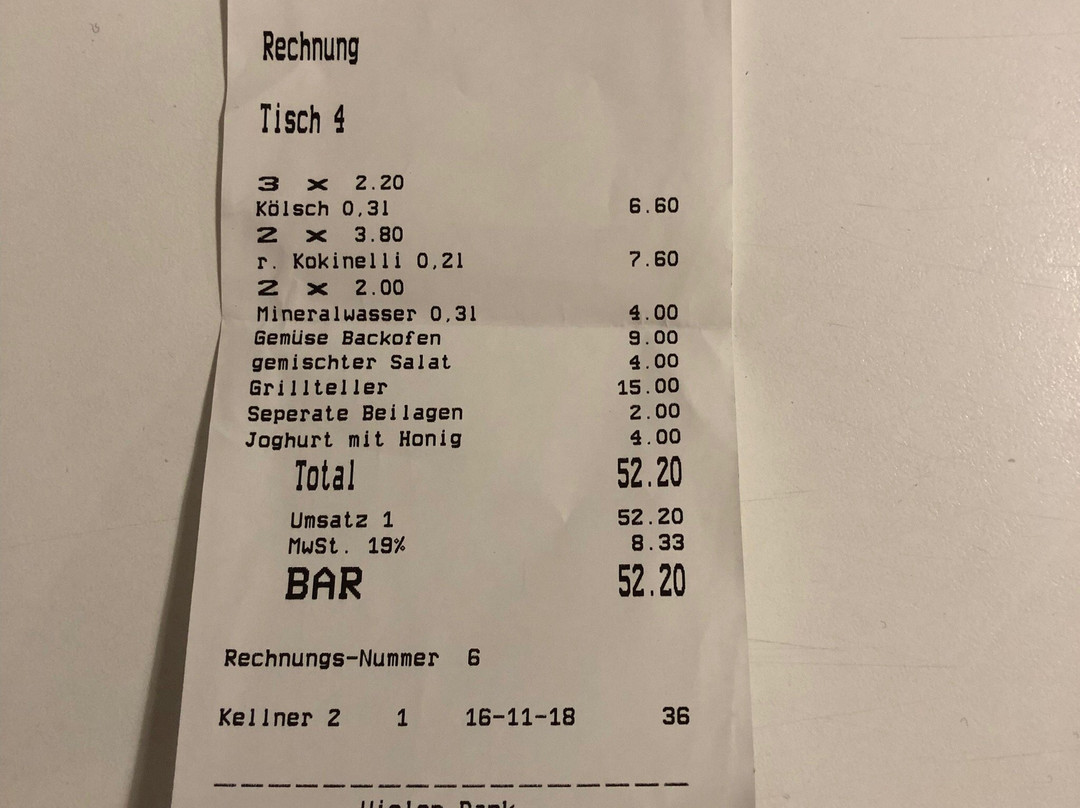 Rechnung
Tisch 4
3 x 2.20
Kölsch 0,3l 6.60
2 x 3.80
r. Kokinelli 0,2l 7.60
2 x 2.00
Mineralwasser 0,3l 4.00
Gemüse Backofen 9.00
gemischter Salat 4.00
Grillteller 15.00
Seperate Beilagen 2.00
Joghurt mit Honig 4.00
Total 52.20
Umsatz 1 52.20
MwSt. 19% 8.33
BAR 52.20
Rechnungs-Nummer 6
Kellner 2 1 16-11-18 36
Vielen Dank